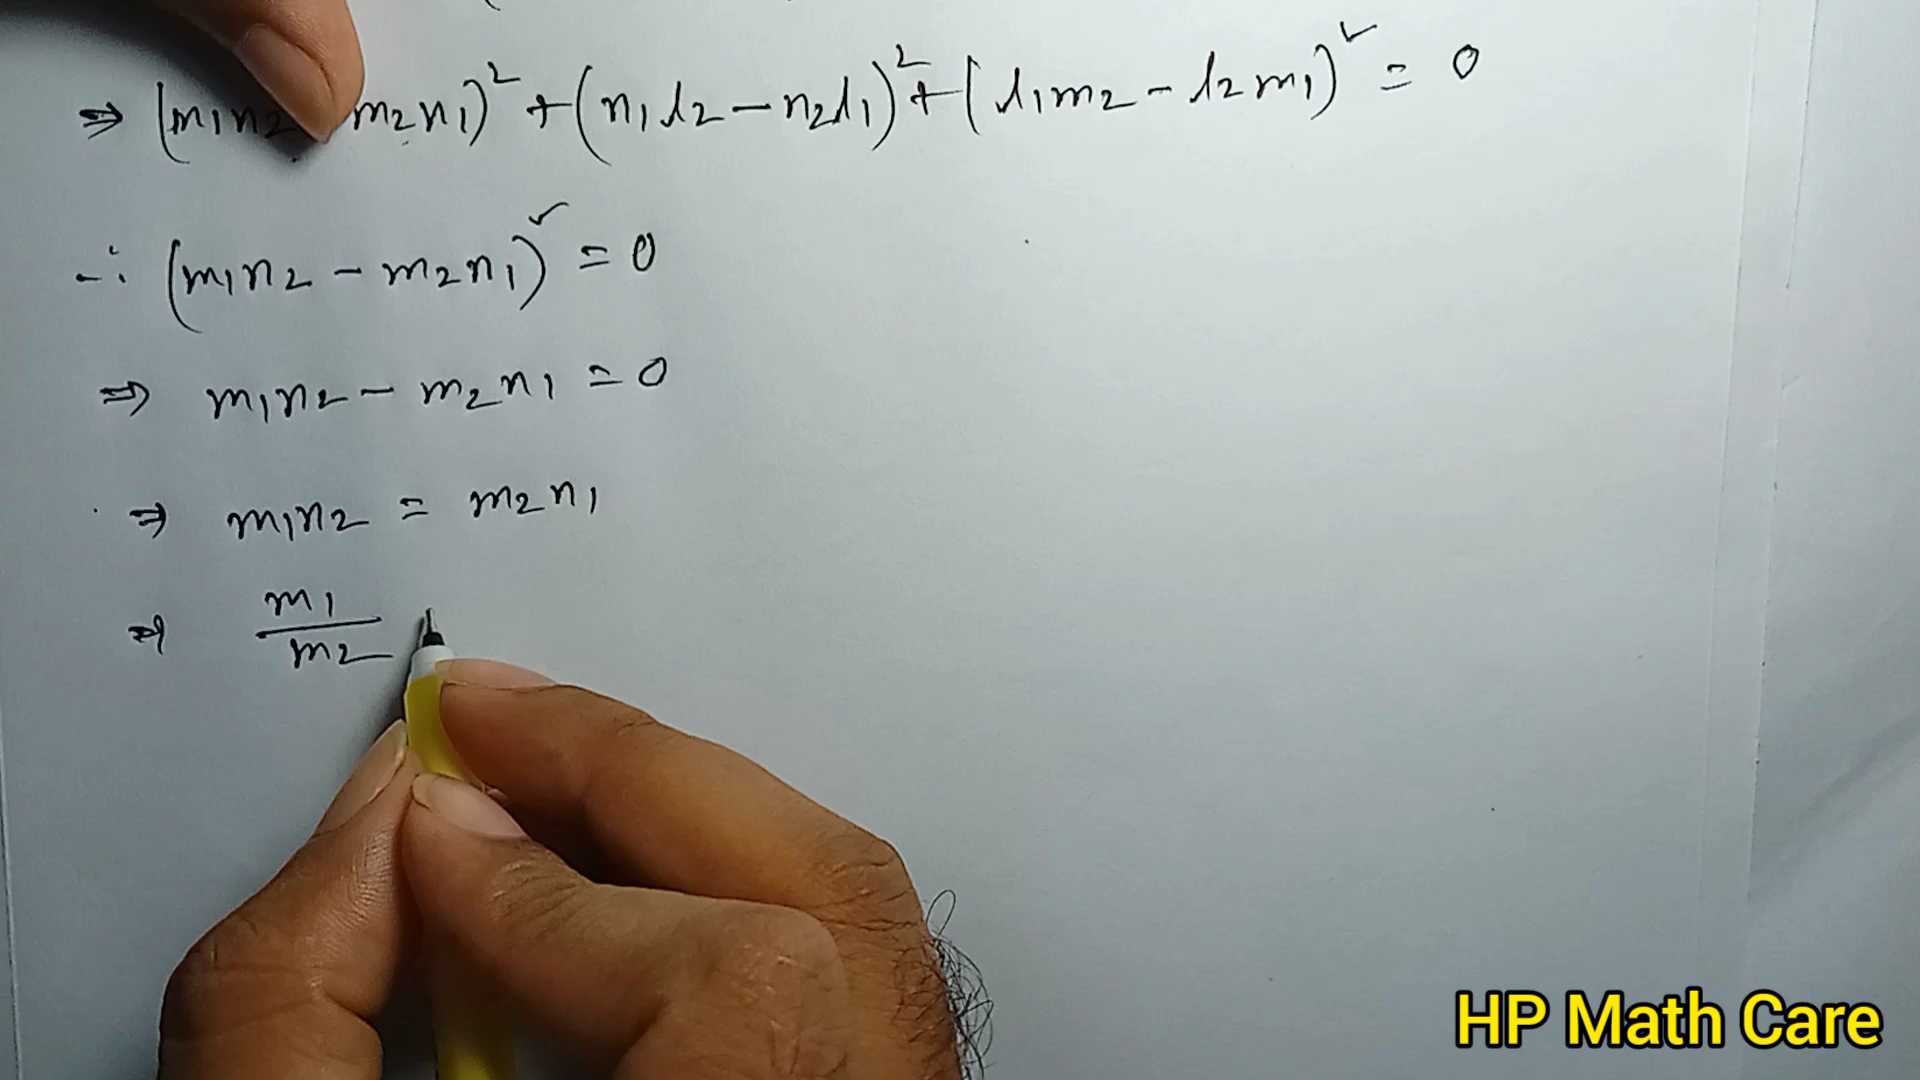 ⇒ (m₁n₂ m₂n₁)² + (n₁l₂ - n₂l₁)² + (l₁m₂ - l₂m₁)² = 0
∴ (m₁n₂ - m₂n₁)² = 0
⇒ m₁n₂ - m₂n₁ = 0
⇒ m₁n₂ = m₂n₁
⇒ m₁/m₂
HP Math Care